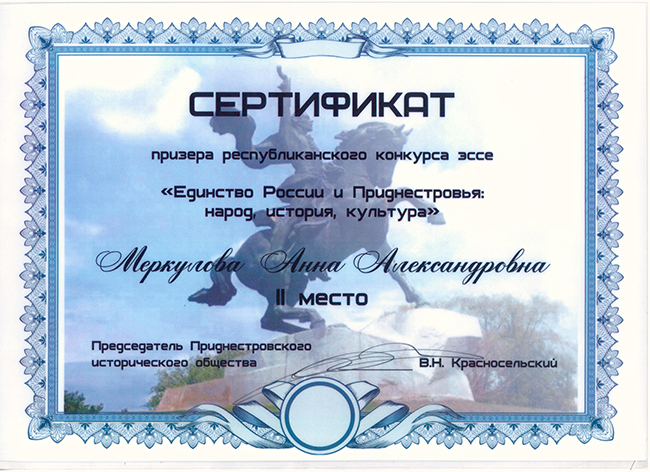 СЕРТИФИКАТ
призера республиканского конкурса эссе
«Единство России и Приднестровья:
народ, история, культура»
Меркулова Анна Александровна
II место
Председатель Приднестровского
исторического общества
В.Н. Красносельский